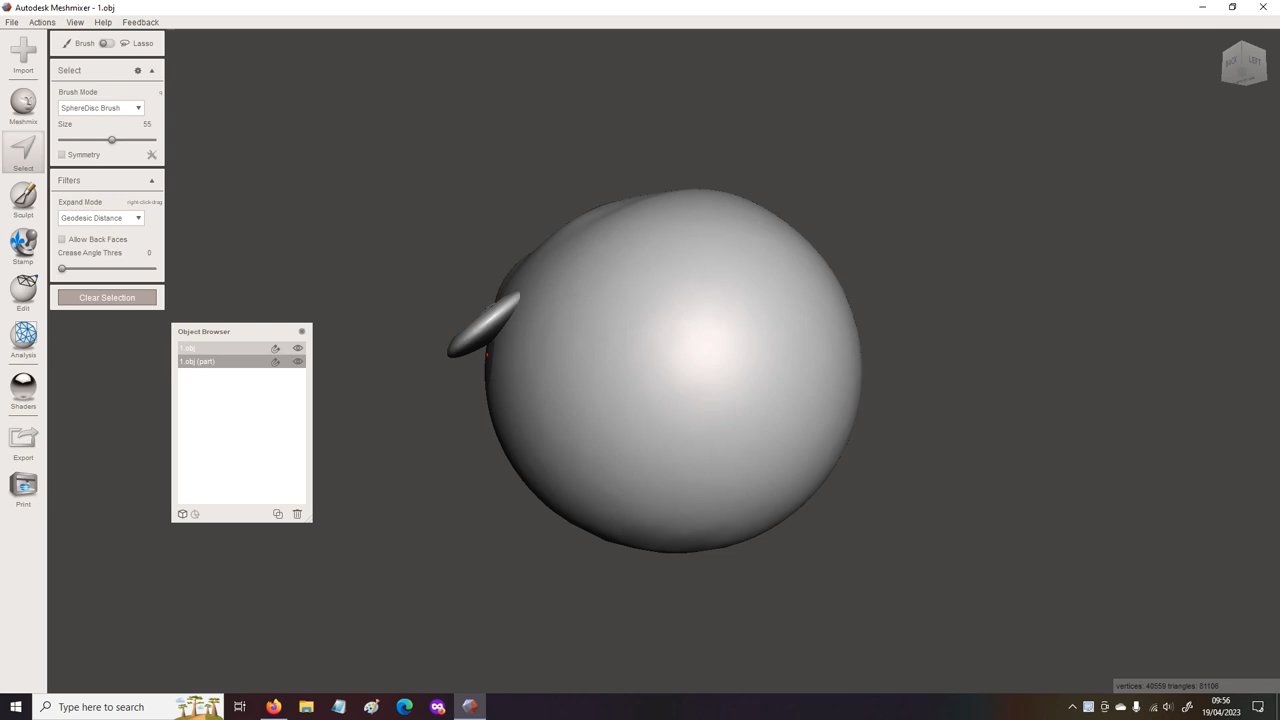 Autodesk Meshmixer - 1.obj
File Actions View Help Feedback
Import
Meshmix
Select
Sculpt
Stamp
Edit
Analysis
Shaders
Export
Print
Brush Lasso
Select
Brush Mode q
SphereDisc Brush
Size 55
Symmetry
Filters
Expand Mode right-click-drag
Geodesic Distance
Allow Back Faces
Crease Angle Thres 0
Clear Selection
Object Browser
1.obj
1.obj (part)
BACK LEFT
vertices: 40559 triangles: 81106
Type here to search
09:56
19/04/2023